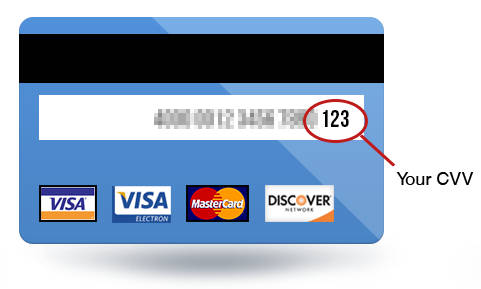 123
Your CVV
VISA VISA MasterCard DISCOVER
ELECTRON NETWORK